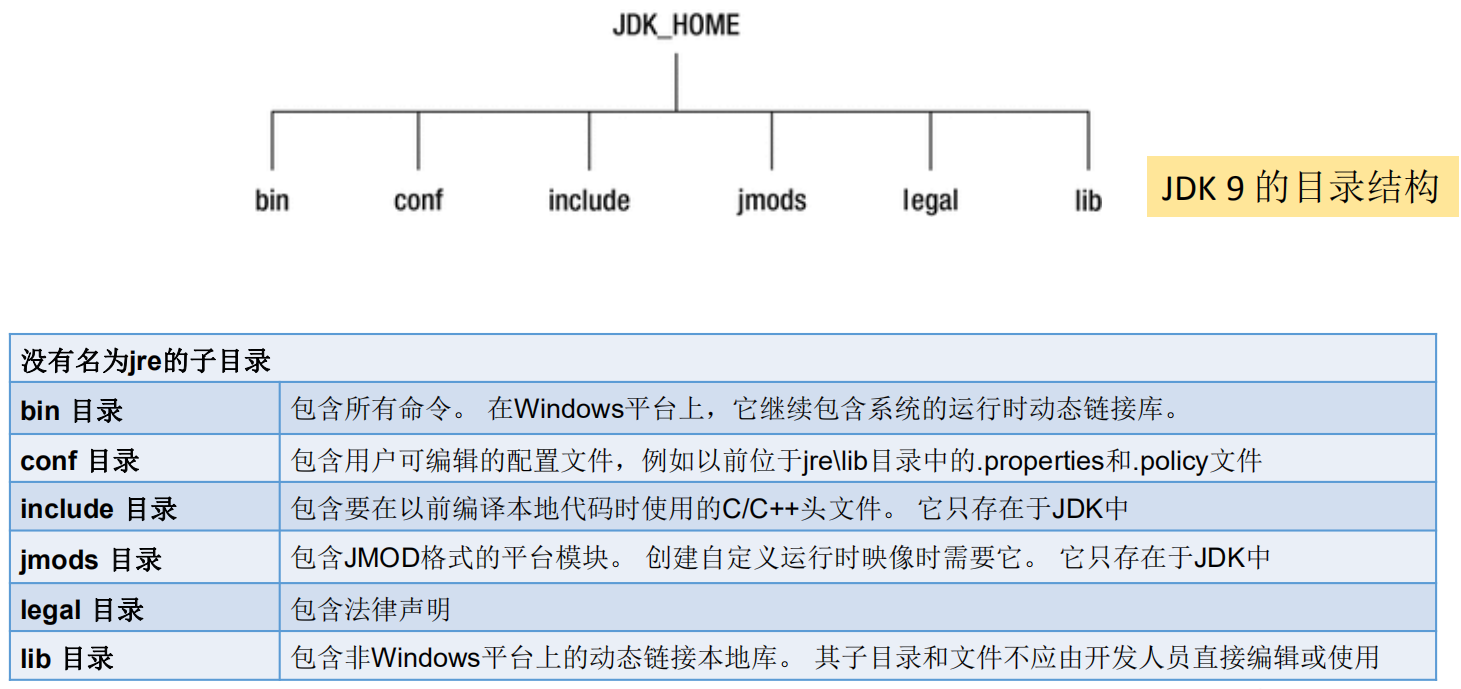 JDK_HOME
bin conf include jmods legal lib
JDK 9 的目录结构
没有名为jre的子目录
bin 目录 包含所有命令。 在Windows平台上，它继续包含系统的运行时动态链接库。
conf 目录 包含用户可编辑的配置文件，例如以前位于jre\lib目录中的.properties和.policy文件
include 目录 包含要在以前编译本地代码时使用的C/C++头文件。 它只存在于JDK中
jmods 目录 包含JMOD格式的平台模块。 创建自定义运行时映像时需要它。 它只存在于JDK中
legal 目录 包含法律声明
lib 目录 包含非Windows平台上的动态链接本地库。 其子目录和文件不应由开发人员直接编辑或使用